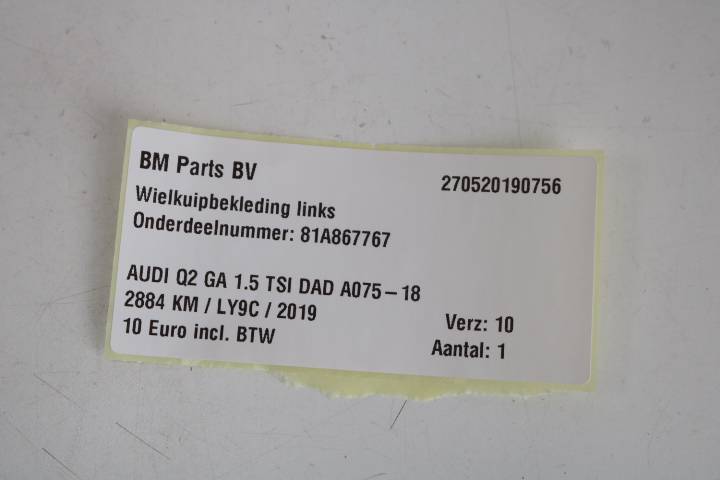 BM Parts BV
270520190756
Wielkuipbekleding links
Onderdeelnummer: 81A867767
AUDI Q2 GA 1.5 TSI DAD A075-18
2884 KM / LY9C / 2019
Verz: 10
10 Euro incl. BTW
Aantal: 1